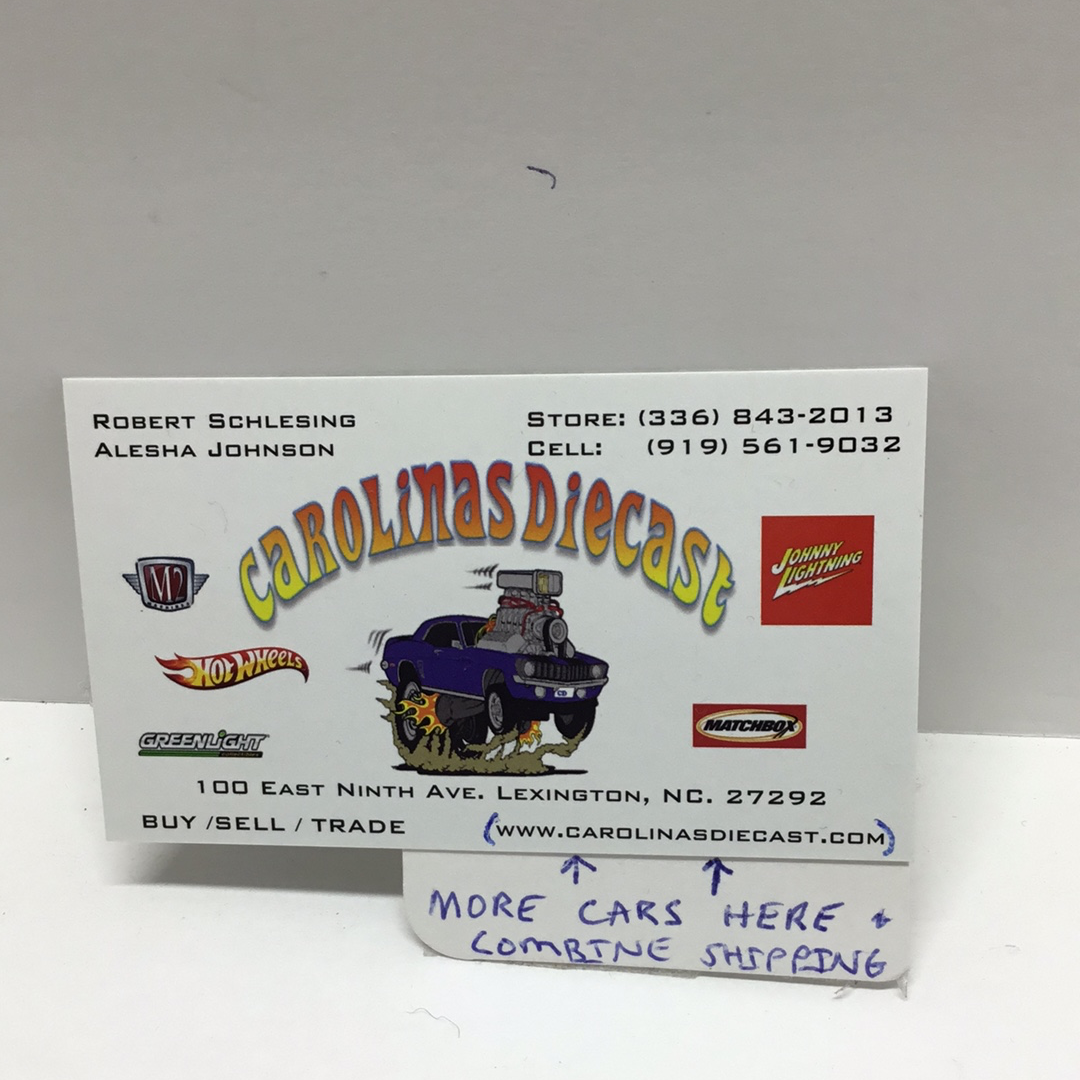 ROBERT SCHLESING
ALESHA JOHNSON
STORE: (336) 843-2013
CELL: (919) 561-9032
CAROLINAS DIECAST
M2
JOHNNY
LIGHTNING
HOT WHEELS
GREENLIGHT
MATCHBOX
CD
100 EAST NINTH AVE. LEXINGTON, NC. 27292
BUY /SELL / TRADE
(WWW.CAROLINASDIECAST.COM)
MORE CARS HERE +
COMBINE SHIPPING